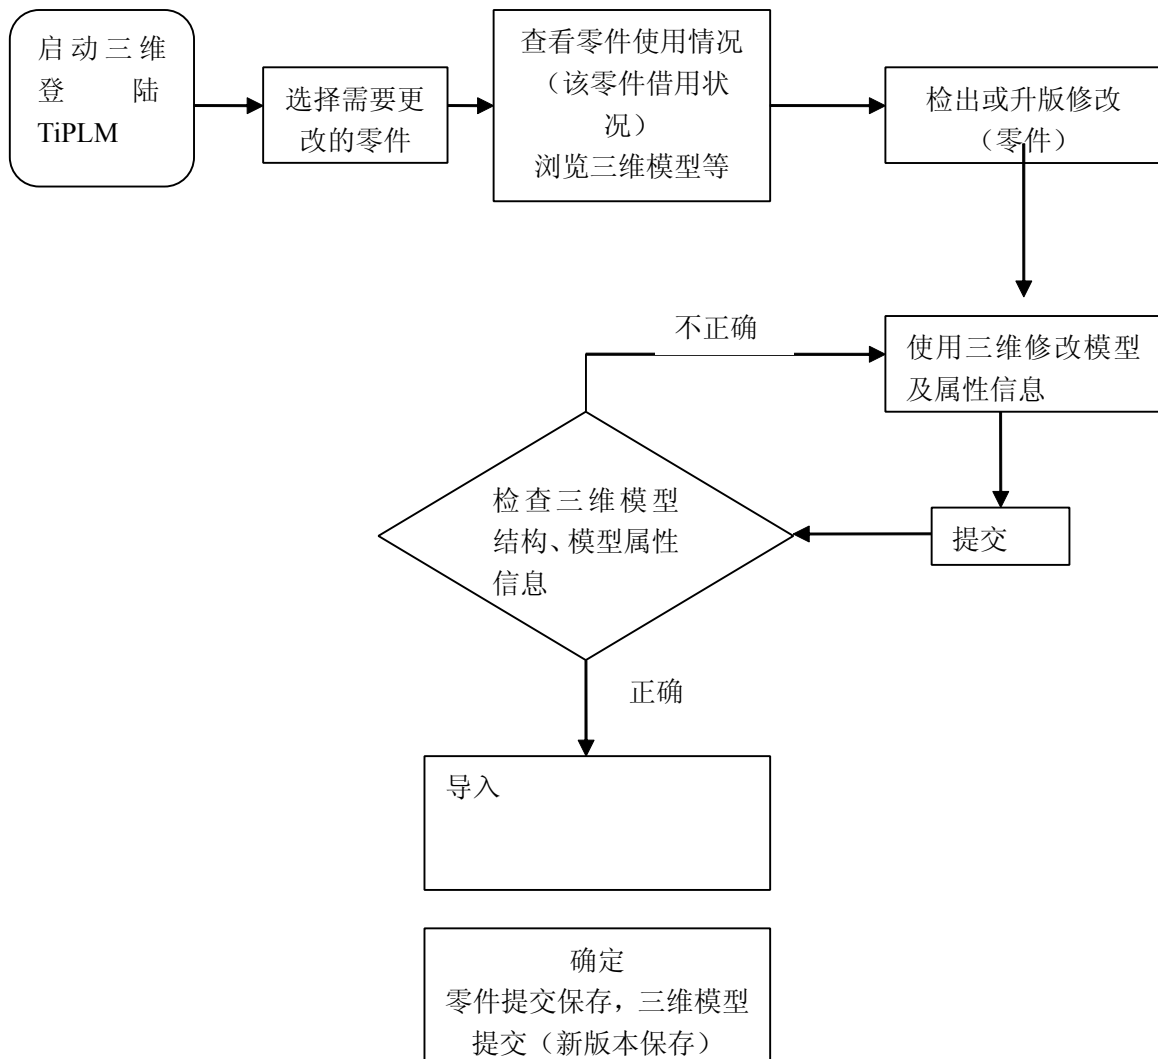 启动三维
登陆
TiPLM
选择需要更
改的零件
查看零件使用情况
（该零件借用状
况）
浏览三维模型等
检出或升版修改
（零件）
不正确
使用三维修改模型
及属性信息
检查三维模型
结构、模型属性
信息
提交
正确
导入
确定
零件提交保存，三维模型
提交（新版本保存）